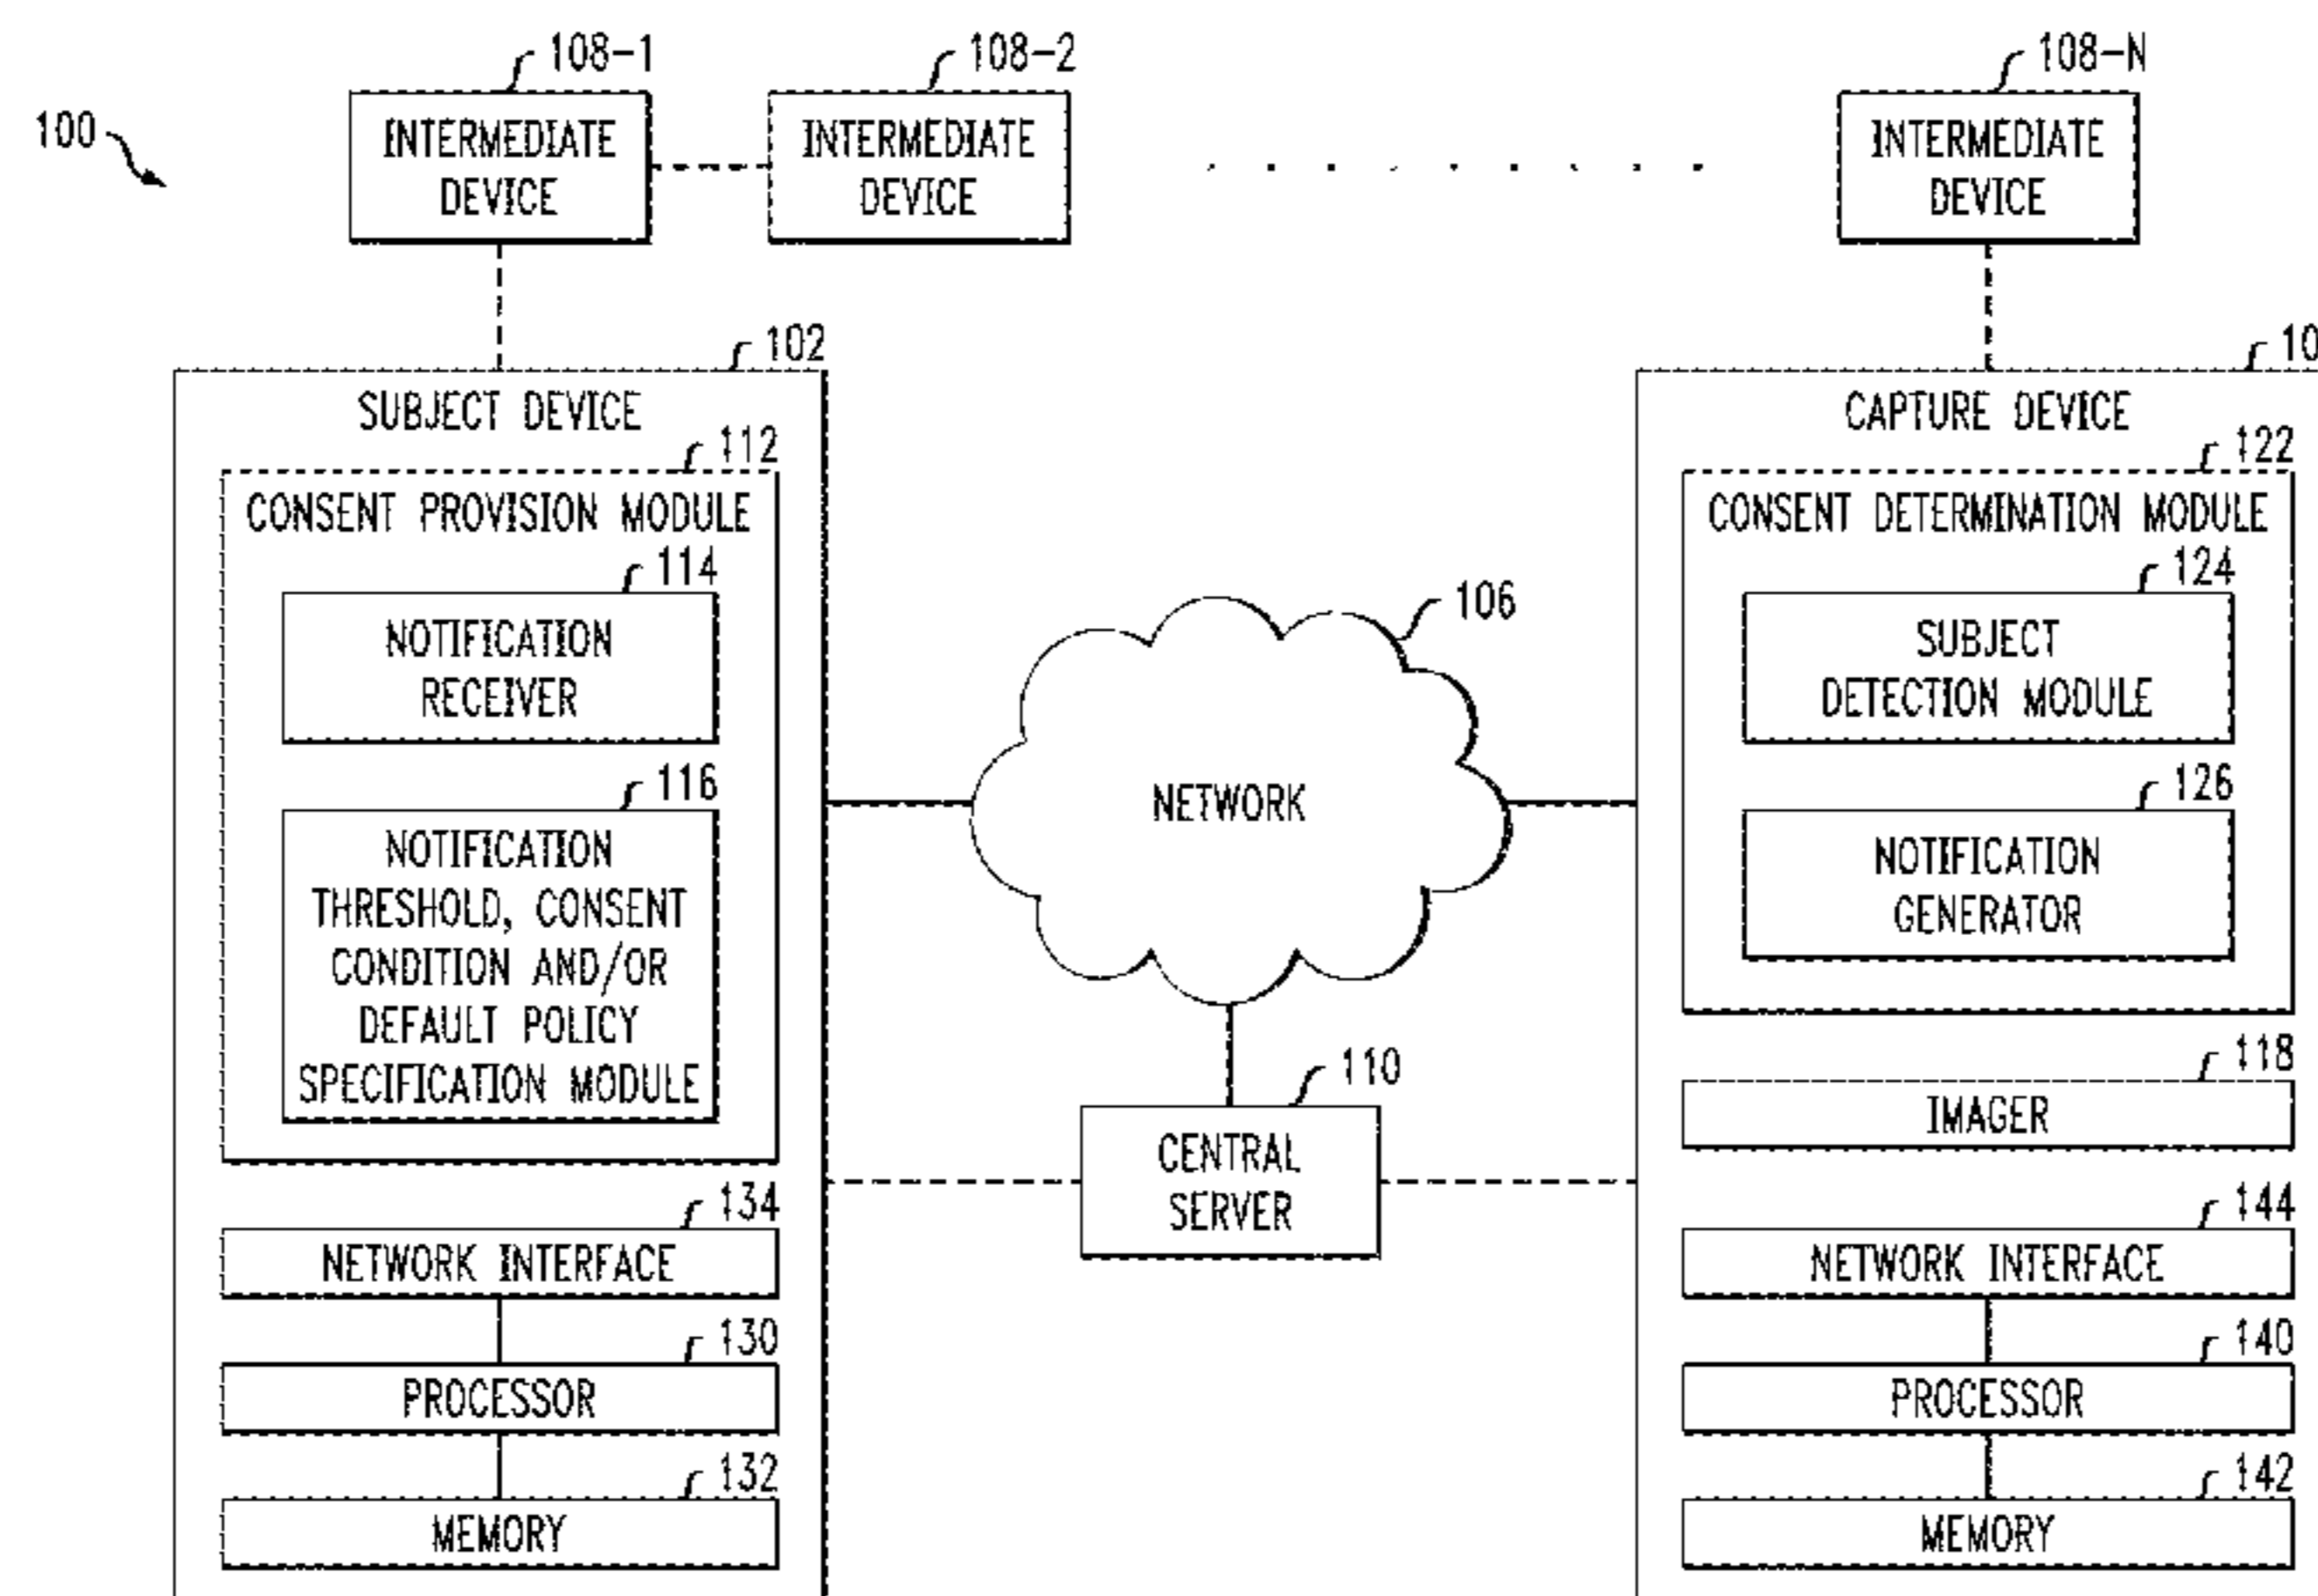 108-1
108-2
108-N
100
INTERMEDIATE
DEVICE
INTERMEDIATE
DEVICE
INTERMEDIATE
DEVICE
102
SUBJECT DEVICE
112
CONSENT PROVISION MODULE
114
NOTIFICATION
RECEIVER
116
NOTIFICATION
THRESHOLD, CONSENT
CONDITION AND/OR
DEFAULT POLICY
SPECIFICATION MODULE
134
NETWORK INTERFACE
130
PROCESSOR
132
MEMORY
106
NETWORK
110
CENTRAL
SERVER
CAPTURE DEVICE
122
CONSENT DETERMINATION MODULE
124
SUBJECT
DETECTION MODULE
126
NOTIFICATION
GENERATOR
118
IMAGER
144
NETWORK INTERFACE
140
PROCESSOR
142
MEMORY